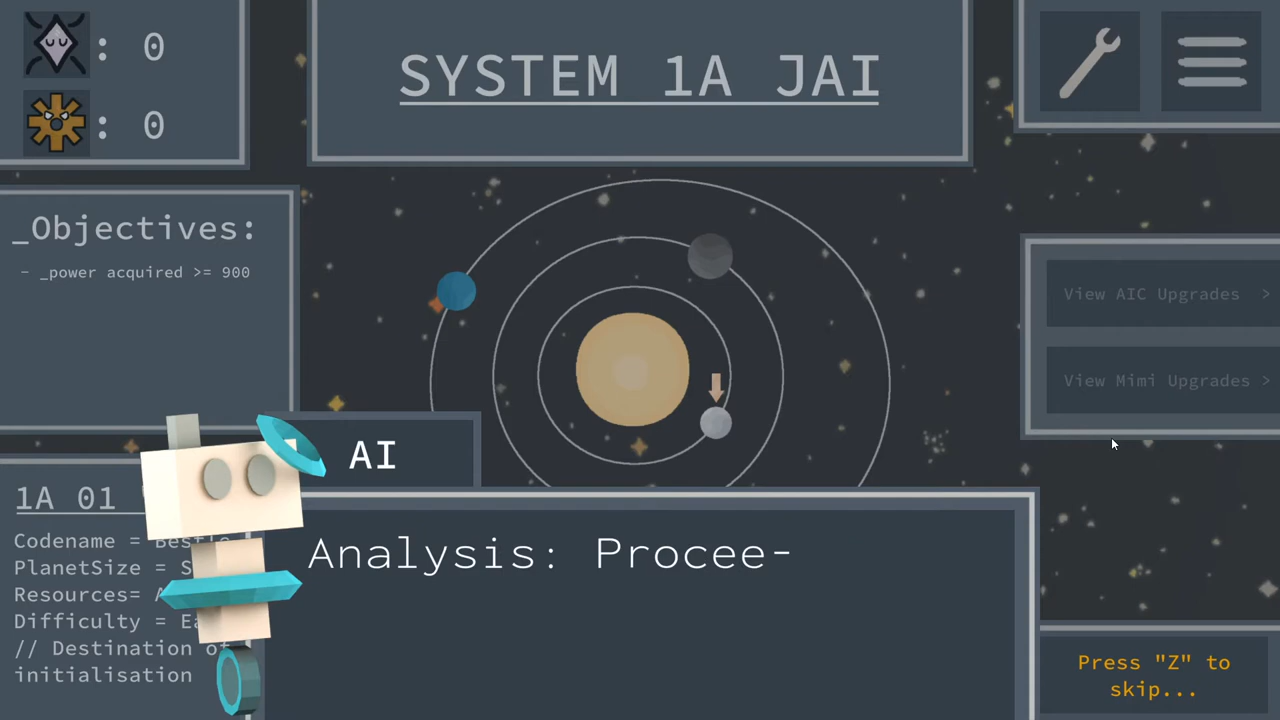 : 0
: 0
SYSTEM 1A JAI
_Objectives:
- _power acquired >= 900
View AIC Upgrades >
View Mimi Upgrades >
AI
Analysis: Procee-
1A 01
Codename =
PlanetSize = S
Resources=
Difficulty =
// Destination of
initialisation
Press "Z" to
skip...